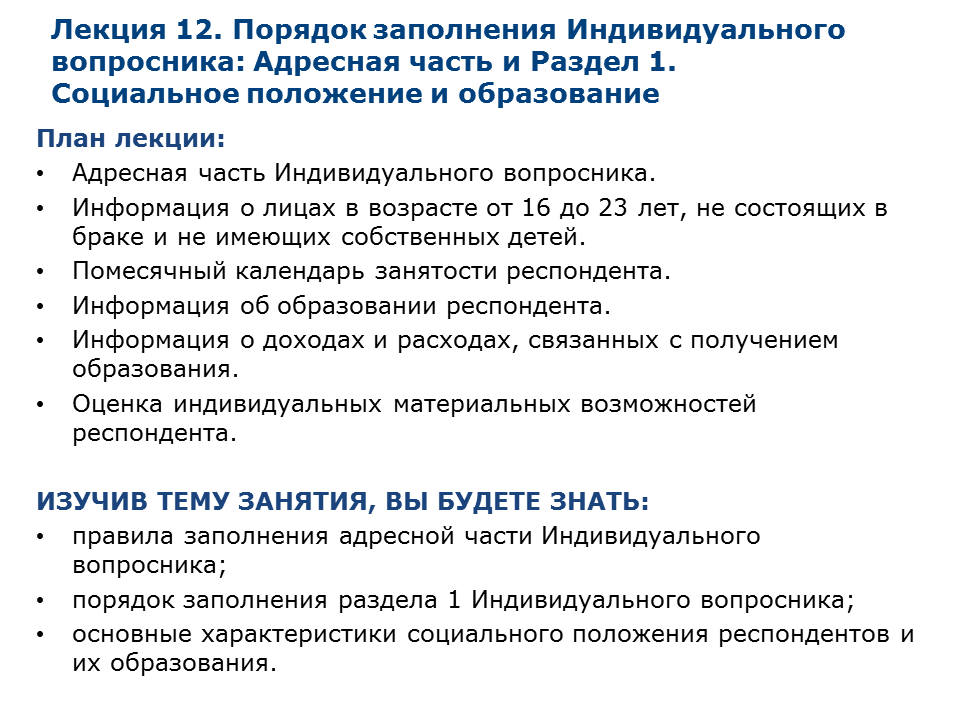 Лекция 12. Порядок заполнения Индивидуального
вопросника: Адресная часть и Раздел 1.
Социальное положение и образование
План лекции:
• Адресная часть Индивидуального вопросника.
• Информация о лицах в возрасте от 16 до 23 лет, не состоящих в
браке и не имеющих собственных детей.
• Помесячный календарь занятости респондента.
• Информация об образовании респондента.
• Информация о доходах и расходах, связанных с получением
образования.
• Оценка индивидуальных материальных возможностей
респондента.
ИЗУЧИВ ТЕМУ ЗАНЯТИЯ, ВЫ БУДЕТЕ ЗНАТЬ:
• правила заполнения адресной части Индивидуального
вопросника;
• порядок заполнения раздела 1 Индивидуального вопросника;
• основные характеристики социального положения респондентов и
их образования.